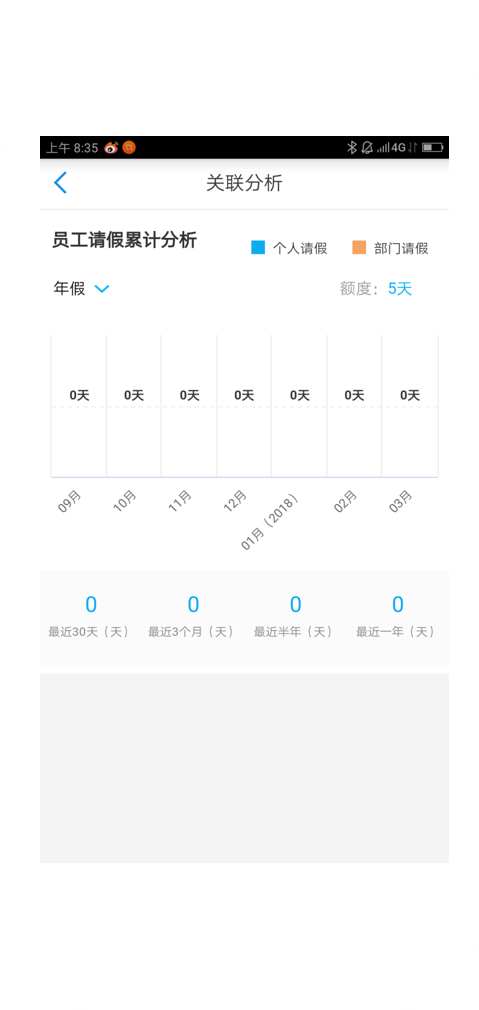 上午 8:35 4G
关联分析
员工请假累计分析 个人请假 部门请假
年假 额度：5天
0天 0天 0天 0天 0天 0天 0天
09月 10月 11月 12月 01月（2018） 02月 03月
0 0 0 0
最近30天（天） 最近3个月（天） 最近半年（天） 最近一年（天）